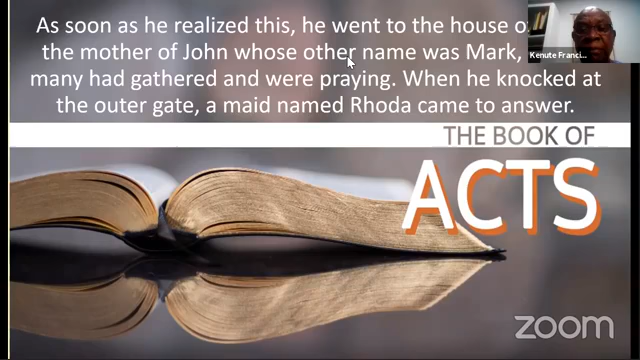 As soon as he realized this, he went to the house
the mother of John whose other name was Mark,
many had gathered and were praying. When he knocked at
the outer gate, a maid named Rhoda came to answer.
Kenute Franci...
THE BOOK OF
ACTS
zoom